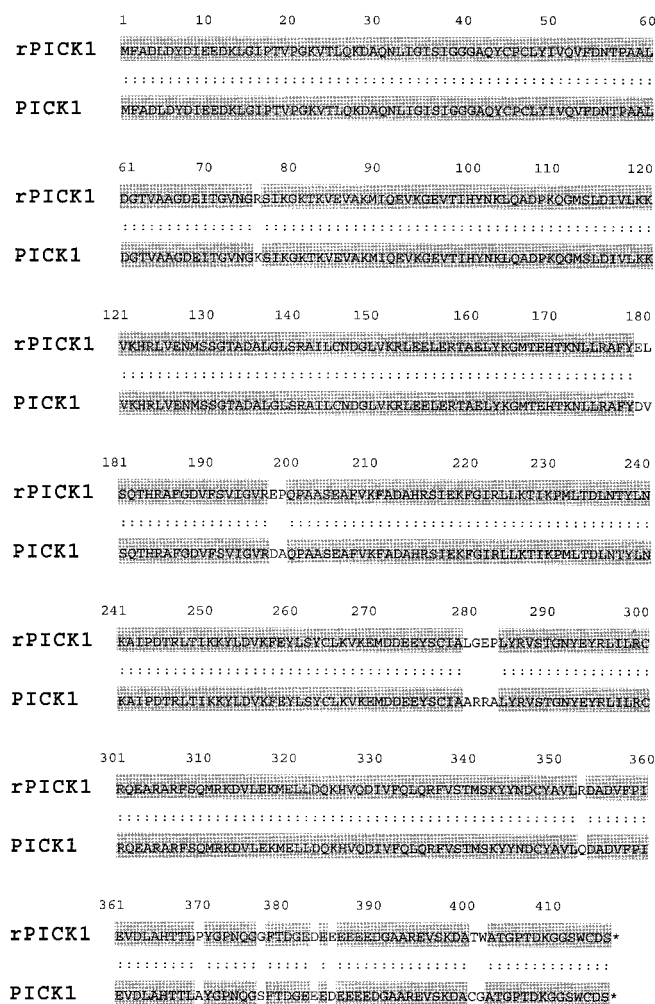 1 10 20 30 40 50 60
rPICK1 MFADLDYDIEEDKLGIPTVPGKVTLQKDAQNLIGISIGGGAQYCPCLYIVQVFDNTPAAL
PICK1 MFADLDYDIEEDKLGIPTVPGKVTLQKDAQNLIGISIGGGAQYCPCLYIVQVFDNTPAAL
61 70 80 90 100 110 120
rPICK1 DGTVAAGDEITGVNGRSIKGKTKVEVAKMIQEVKGEVTIHYNKLQADPKQGMSLDIVLKK
PICK1 DGTVAAGDEITGVNGKSIKGKTKVEVAKMIQEVKGEVTIHYNKLQADPKQGMSLDIVLKK
121 130 140 150 160 170 180
rPICK1 VKHRLVENMSSGTADALGLSRAILCNDGLVKRLEELERTAELYKGMTEHTKNLLRAFYEL
PICK1 VKHRLVENMSSGTADALGLSRAILCNDGLVKRLEELERTAELYKGMTEHTKNLLRAFYDV
181 190 200 210 220 230 240
rPICK1 SQTHRAFGDVFSVIGVREPQPAASEAFVKFADAHRSIEKFGIRLLKTIKPMLTDLNTYLN
PICK1 SQTHRAFGDVFSVIGVRDAQPAASEAFVKFADAHRSIEKFGIRLLKTIKPMLTDLNTYLN
241 250 260 270 280 290 300
rPICK1 KAIPDTRLTIKKYLDVKFEYLSYCLKVKEMDDEEYSCIALGEPLYRVSTGNYEYRLILRC
PICK1 KAIPDTRLTIKKYLDVKFEYLSYCLKVKEMDDEEYSCIAARRALYRVSTGNYEYRLILRC
301 310 320 330 340 350 360
rPICK1 RQEARARFSQMRKDVLEKMELLDQKHVQDIVFQLQRFVSTMSKYYNDCYAVLRDADVFPI
PICK1 RQEARARFSQMRKDVLEKMELLDQKHVQDIVFQLQRFVSTMSKYYNDCYAVLQDADVFPI
361 370 380 390 400 410
rPICK1 EVDLAHTTLPYGPNQGGFTDGEDEEEEGEDGAAREVSKDATWATGPTDKGGSWCDS*
PICK1 EVDLAHTTLAYGPNQGSFTDGEEEDEEEEDGAAREVSKDACGATGPTDKGGSWCDS*